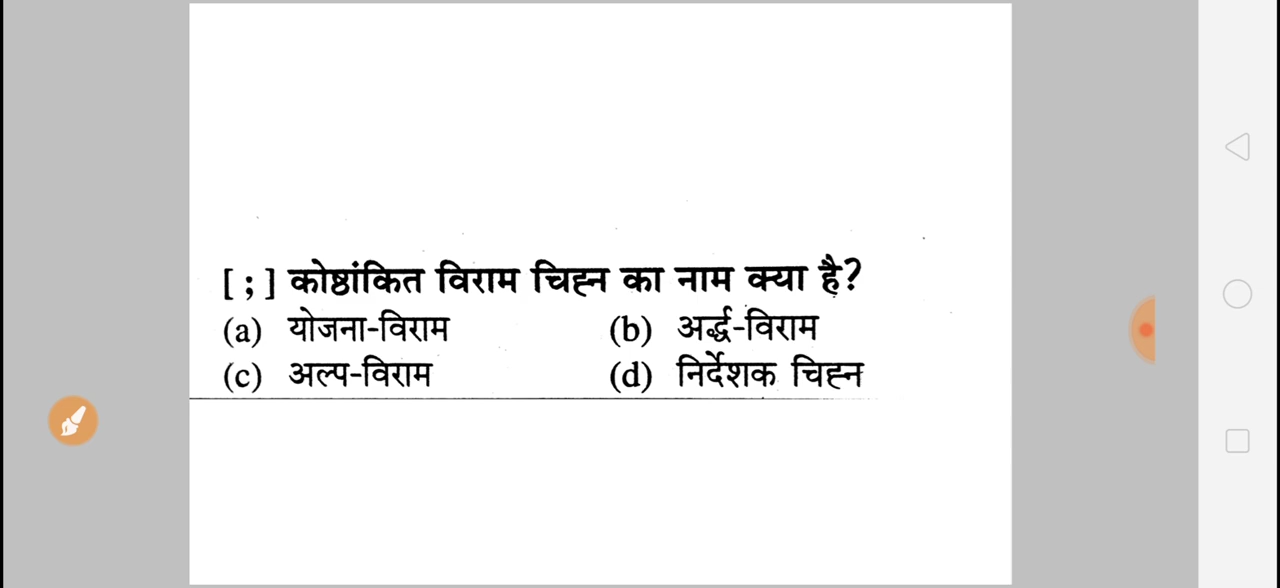 [ ; ] कोष्ठांकित विराम चिह्न का नाम क्या है?
(a) योजना-विराम (b) अर्द्ध-विराम
(c) अल्प-विराम (d) निर्देशक चिह्न